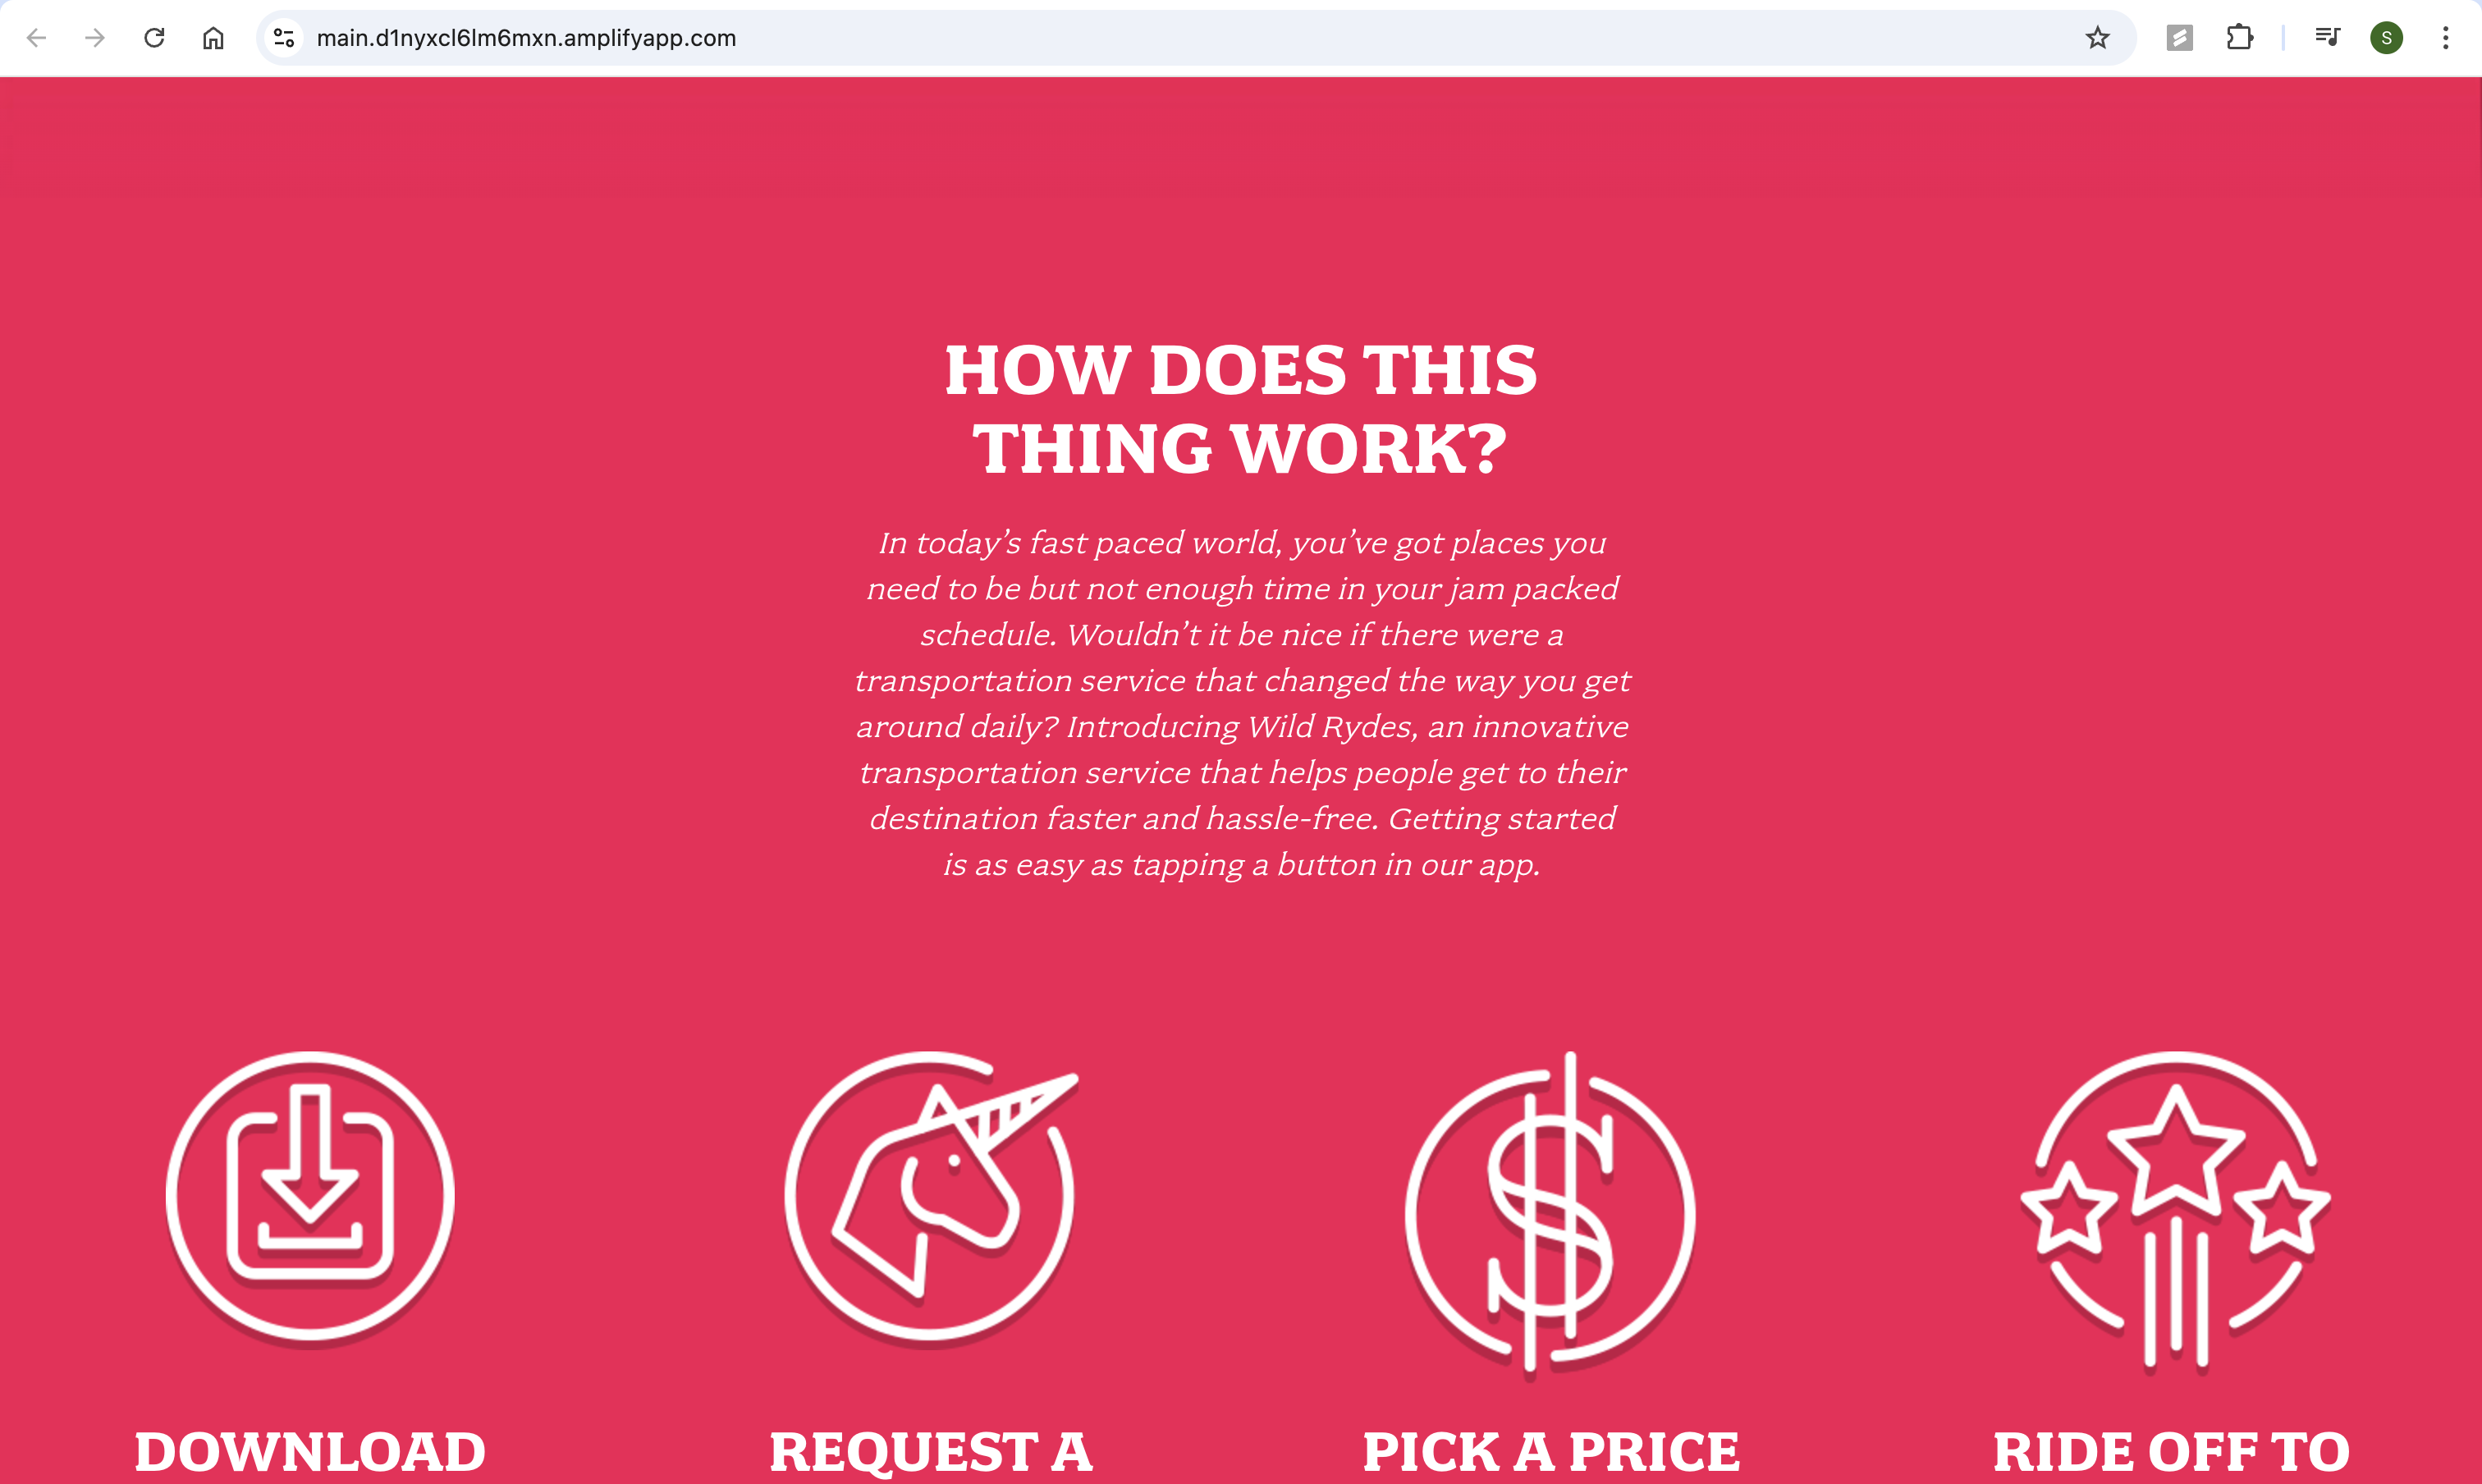 main.d1nyxcl6lm6mxn.amplifyapp.com
S
HOW DOES THIS
THING WORK?
In today’s fast paced world, you’ve got places you
need to be but not enough time in your jam packed
schedule. Wouldn’t it be nice if there were a
transportation service that changed the way you get
around daily? Introducing Wild Rydes, an innovative
transportation service that helps people get to their
destination faster and hassle-free. Getting started
is as easy as tapping a button in our app.
DOWNLOAD
REQUEST A
PICK A PRICE
RIDE OFF TO